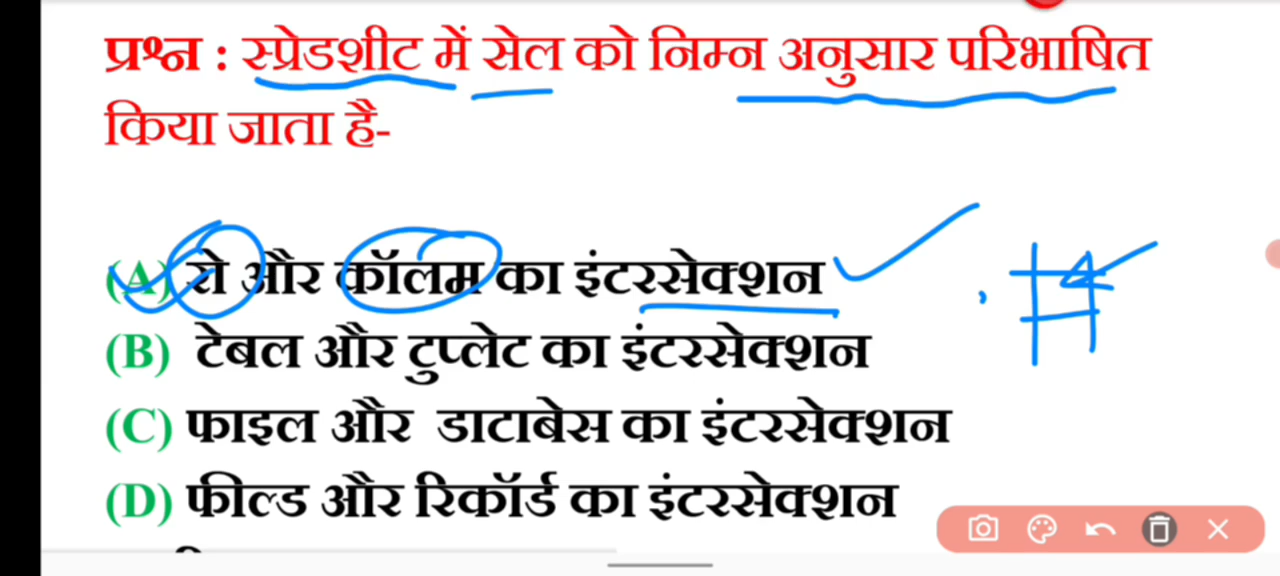 प्रश्न : स्प्रेडशीट में सेल को निम्न अनुसार परिभाषित
किया जाता है-
(A) रो और कॉलम का इंटरसेक्शन
(B) टेबल और टुप्लेट का इंटरसेक्शन
(C) फाइल और डाटाबेस का इंटरसेक्शन
(D) फील्ड और रिकॉर्ड का इंटरसेक्शन